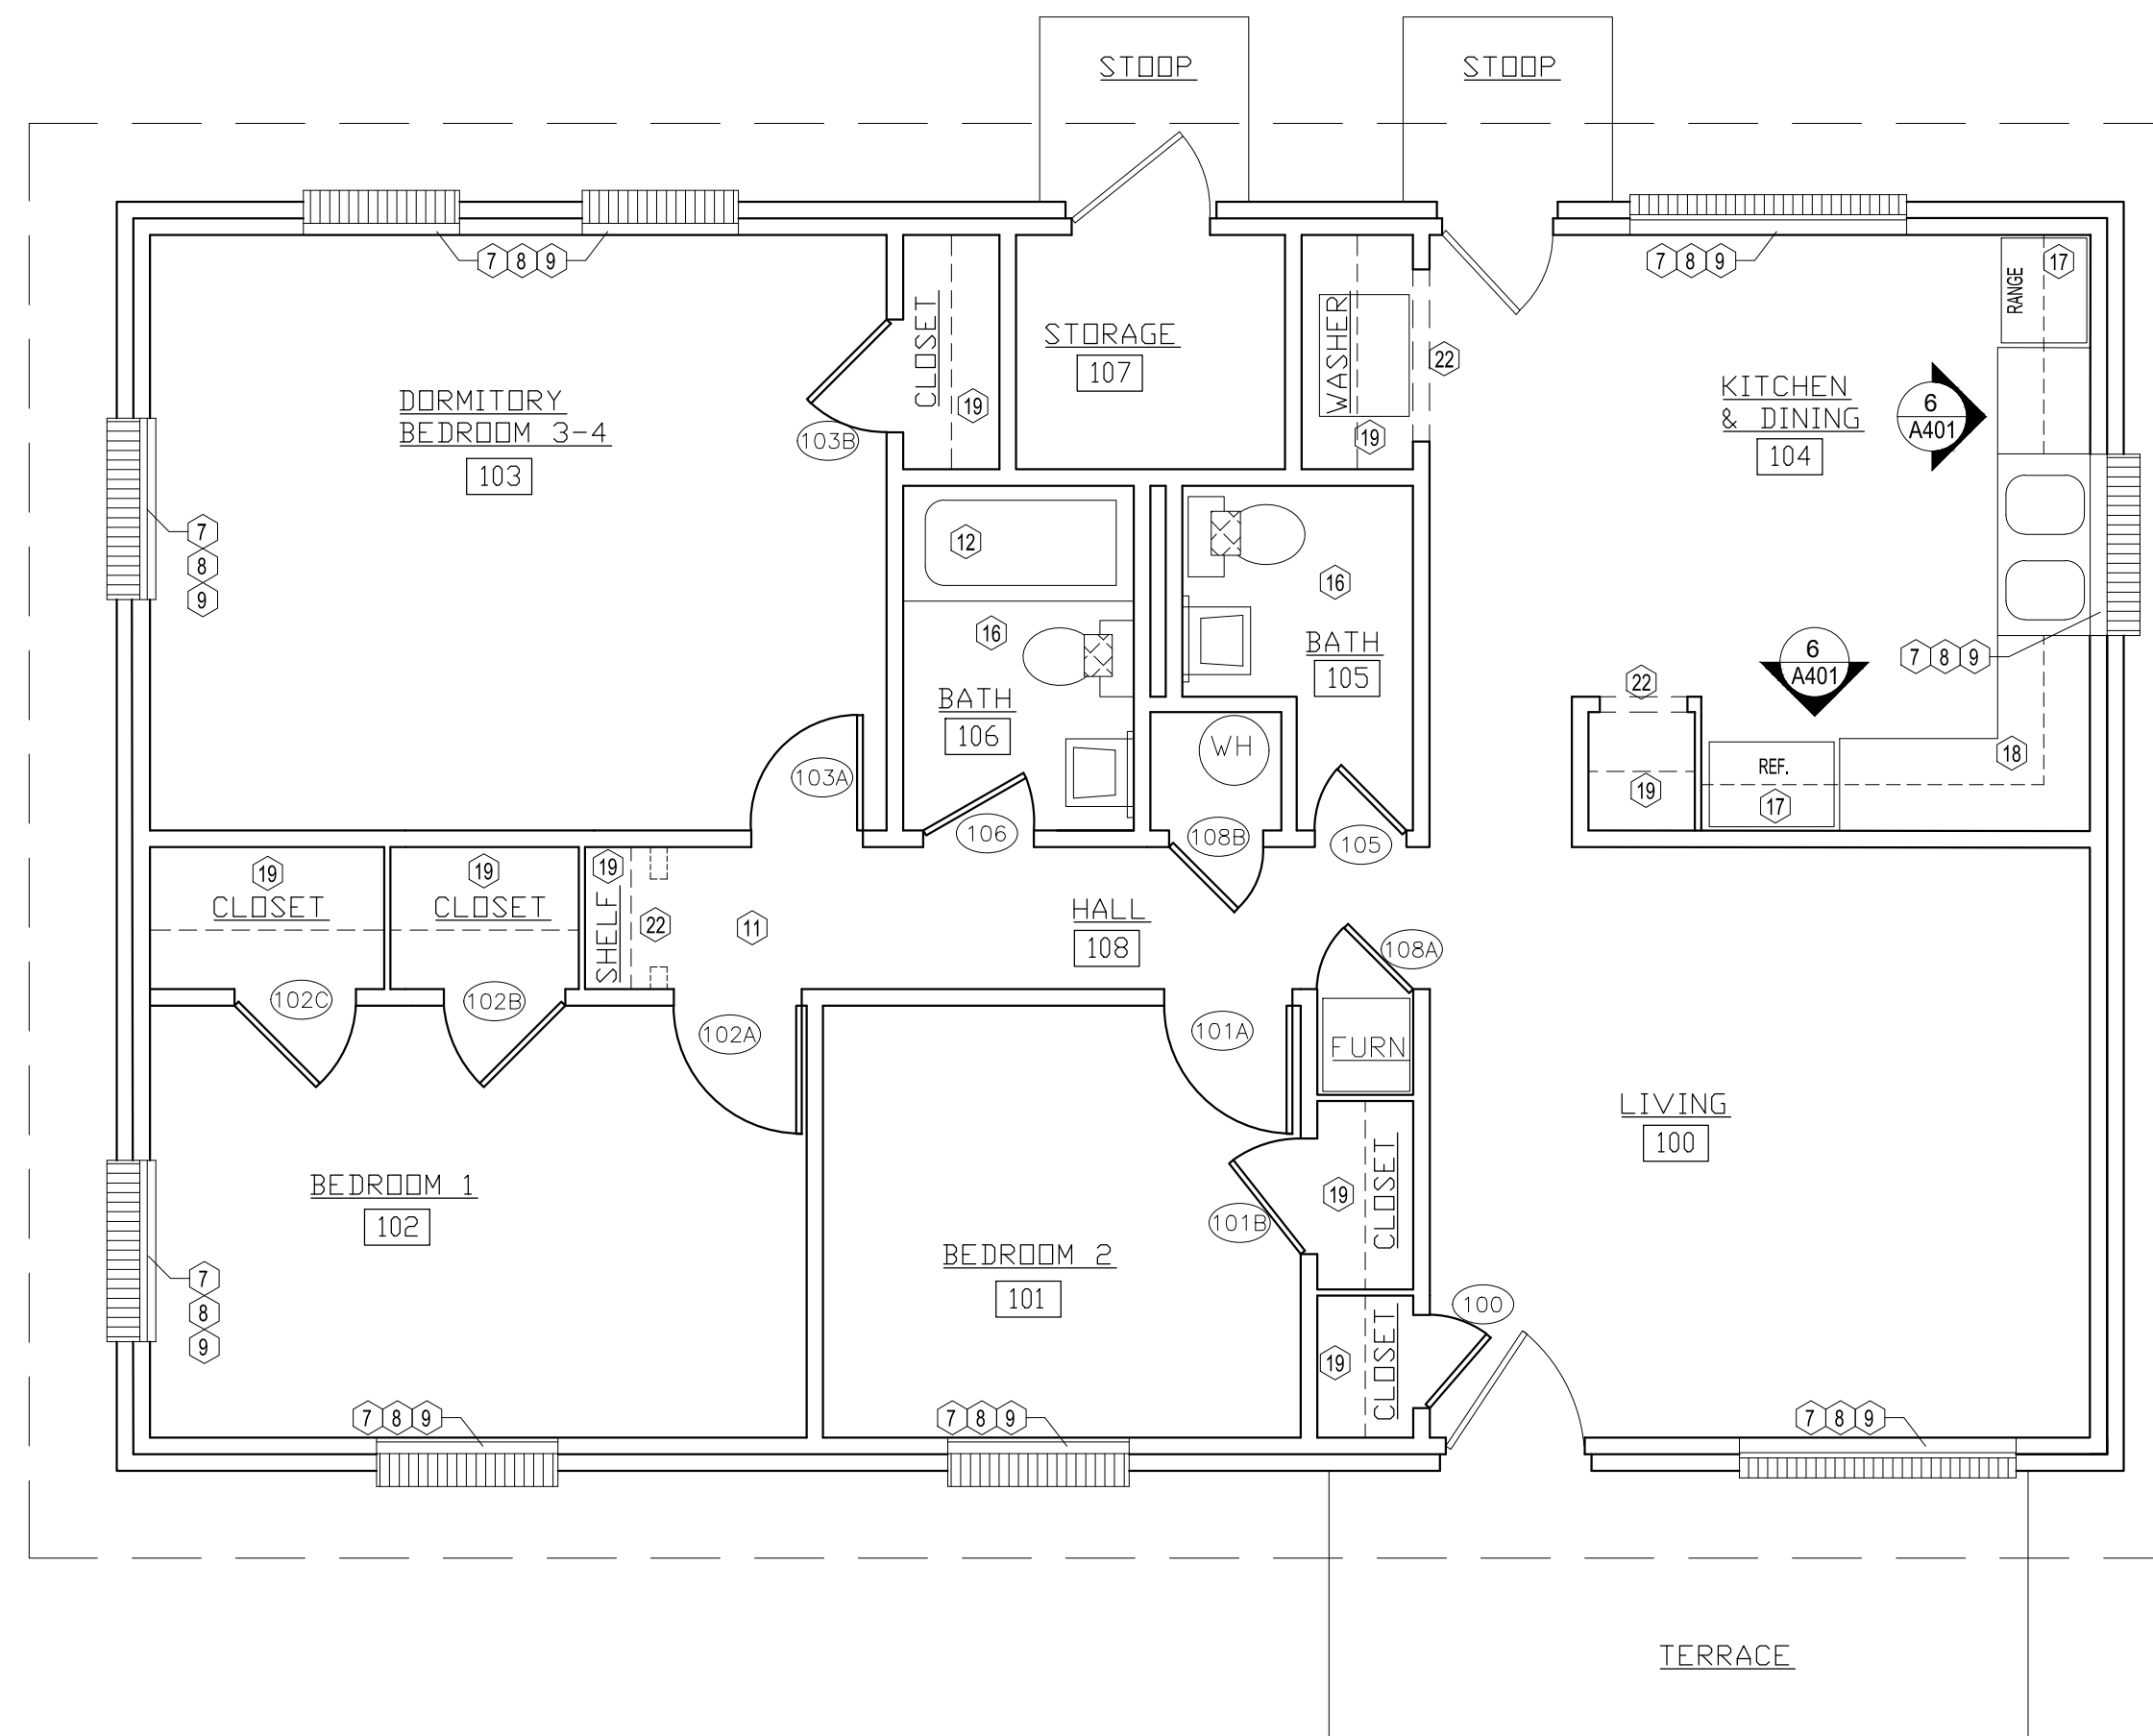 STOOP
STOOP
7 8 9
7 8 9
17
RANGE
CLOSET
19
STORAGE
107
WASHER
19
22
KITCHEN
& DINING
104
6
A401
DORMITORY
BEDROOM 3-4
103
103B
7
8
9
12
16
BATH
106
16
BATH
105
6
A401
7 8 9
22
19
REF.
17
18
WH
103A
106
108B
105
19
CLOSET
19
CLOSET
19
SHELF
22
11
HALL
108
108A
102C
102B
102A
101A
FURN
LIVING
100
BEDROOM 1
102
101B
19
CLOSET
BEDROOM 2
101
7
8
9
100
19
CLOSET
7 8 9
7 8 9
7 8 9
TERRACE